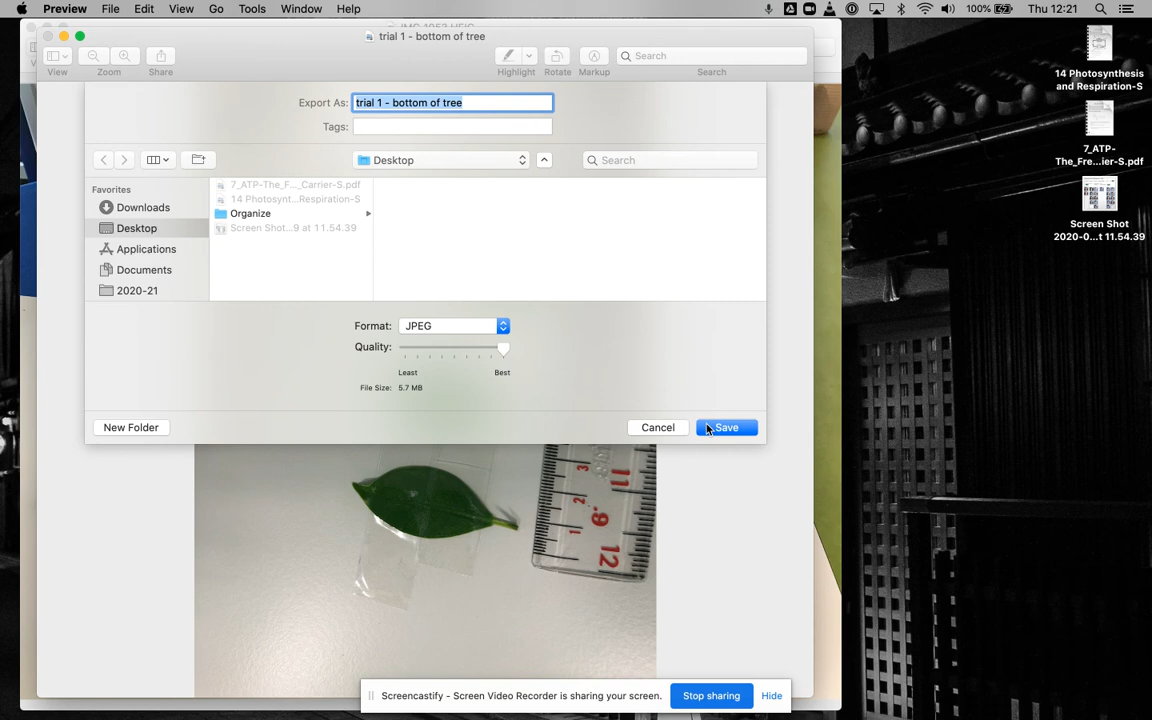 Preview File Edit View Go Tools Window Help 100% Thu 12:21
trial 1 - bottom of tree
View Zoom Share Highlight Rotate Markup Search
Search
Export As: trial 1 - bottom of tree
Tags:
Desktop
Search
Favorites
Downloads
Desktop
Applications
Documents
2020-21
7_ATP-The_F..._Carrier-S.pdf
14 Photosynt...Respiration-S
Organize
Screen Shot...9 at 11.54.39
Format: JPEG
Quality:
Least Best
File Size: 5.7 MB
New Folder Cancel Save
11
12
Screencastify - Screen Video Recorder is sharing your screen. Stop sharing Hide
14 Photosynthesis
and Respiration-S
7_ATP-
The_Fre...ier-S.pdf
Screen Shot
2020-0...t 11.54.39